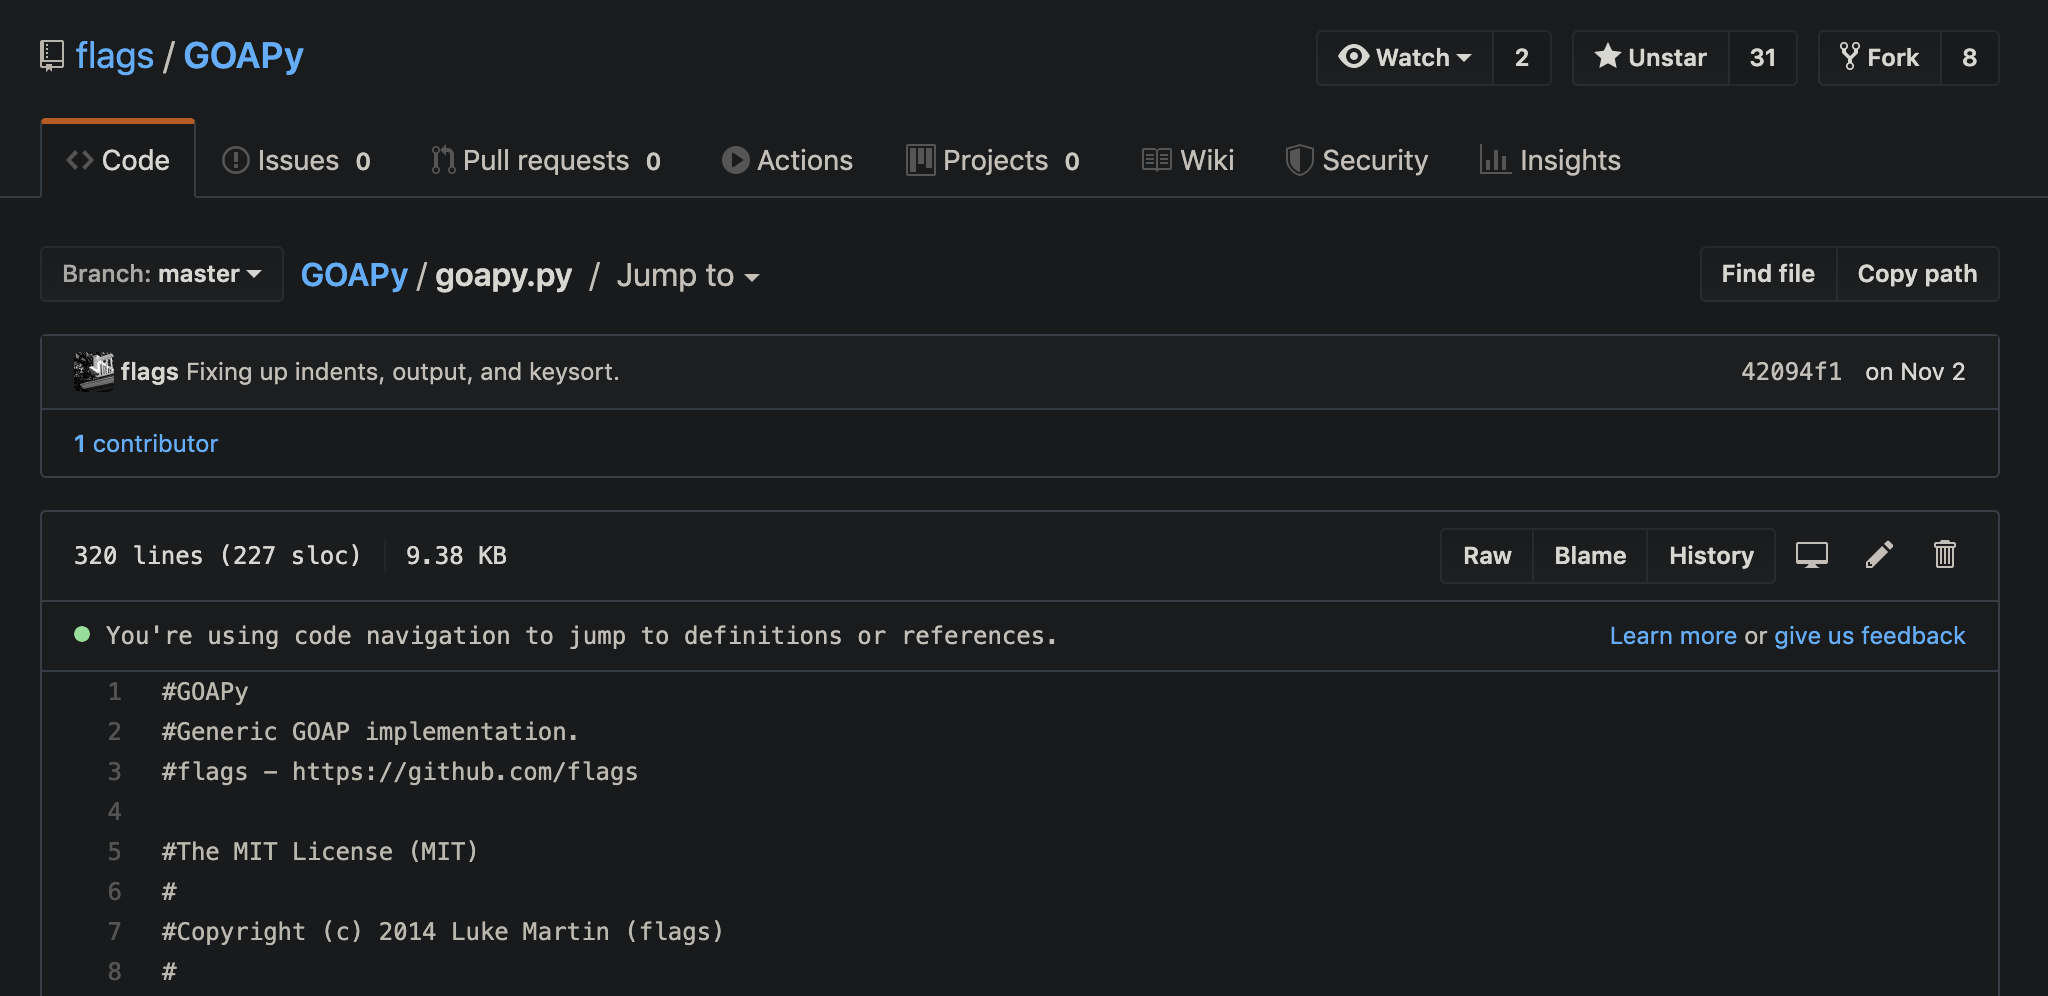 flags / GOAPy
Watch 2 Unstar 31 Fork 8
Code Issues 0 Pull requests 0 Actions Projects 0 Wiki Security Insights
Branch: master GOAPy / goapy.py / Jump to Find file Copy path
flags Fixing up indents, output, and keysort. 42094f1 on Nov 2
1 contributor
320 lines (227 sloc) 9.38 KB Raw Blame History
You're using code navigation to jump to definitions or references. Learn more or give us feedback
1 #GOAPy
2 #Generic GOAP implementation.
3 #flags – https://github.com/flags
4
5 #The MIT License (MIT)
6 #
7 #Copyright (c) 2014 Luke Martin (flags)
8 #